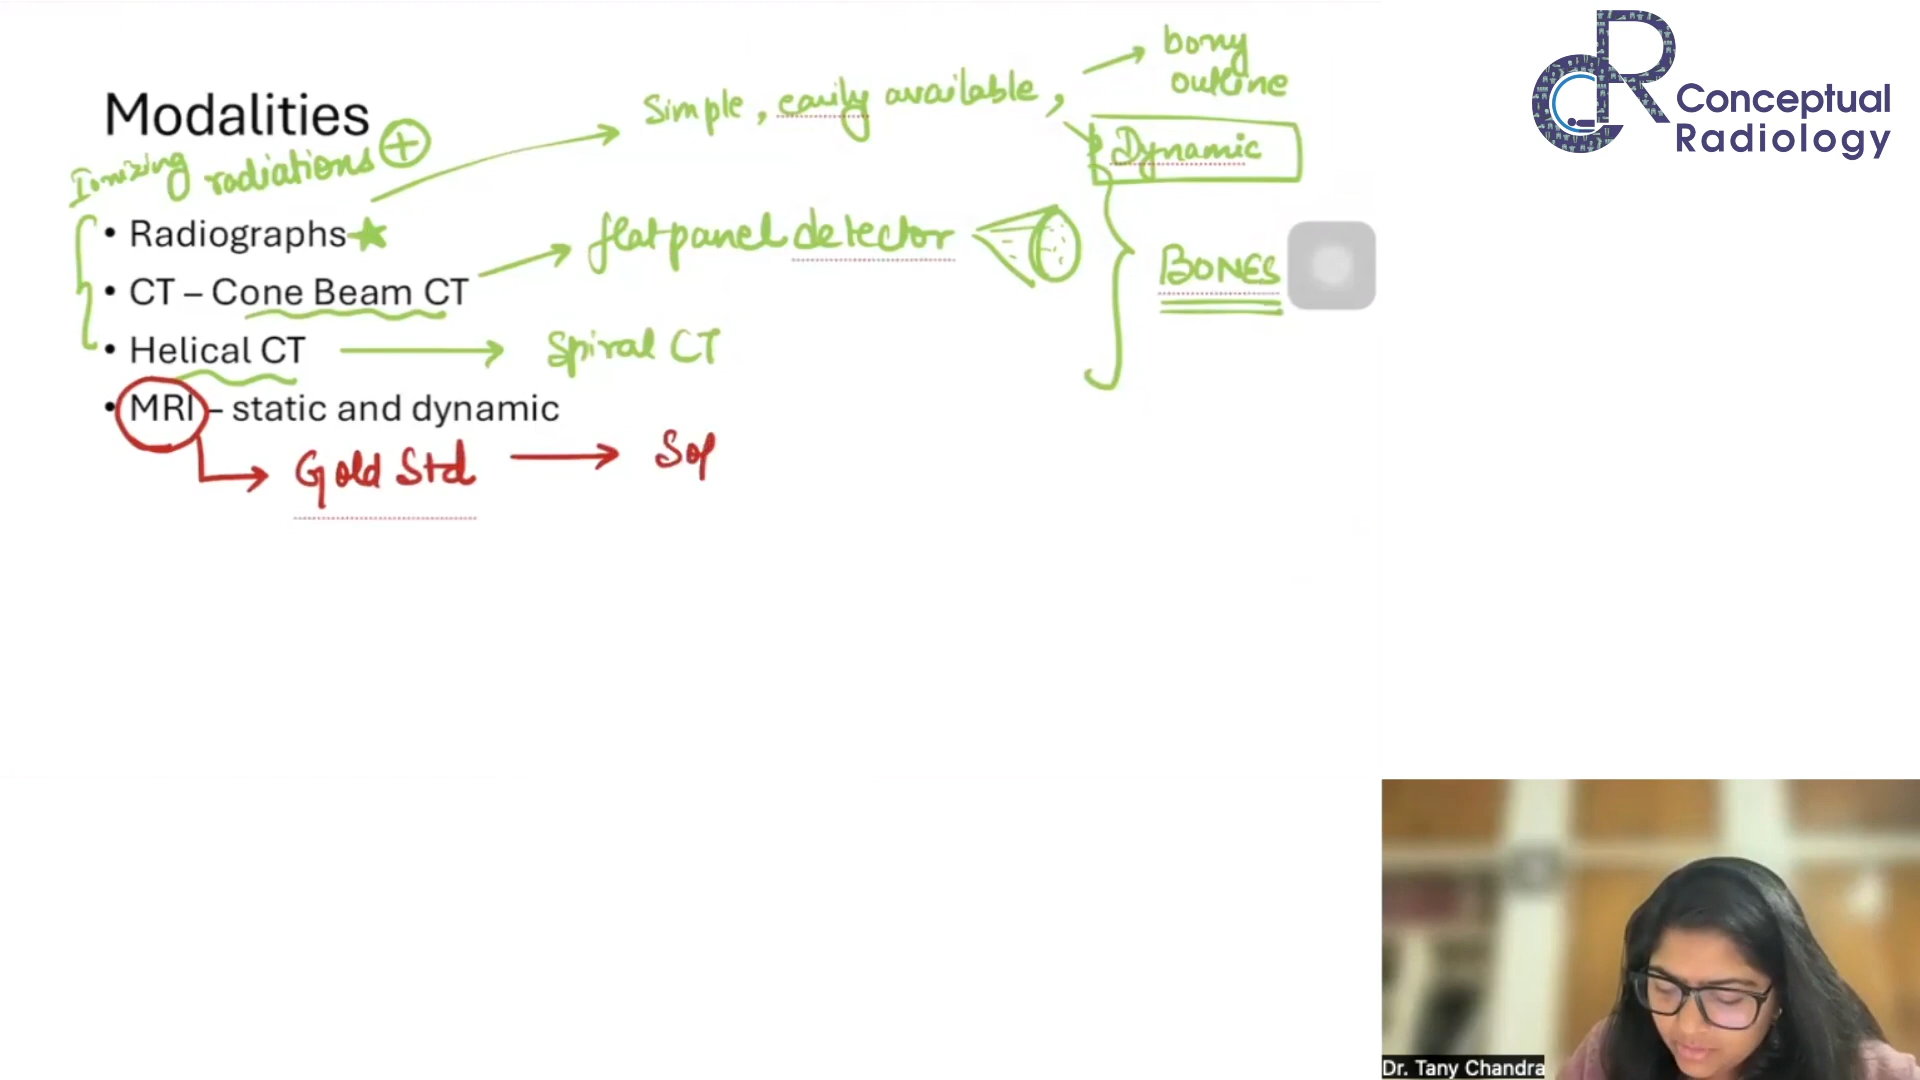 Modalities
Ionizing radiations +
Simple, easily available,
bony
outline
Dynamic
• Radiographs
• CT – Cone Beam CT
flat panel detector
BONES
• Helical CT
Spiral CT
• MRI – static and dynamic
Gold Std
Sof
Conceptual
Radiology
Dr. Tany Chandra